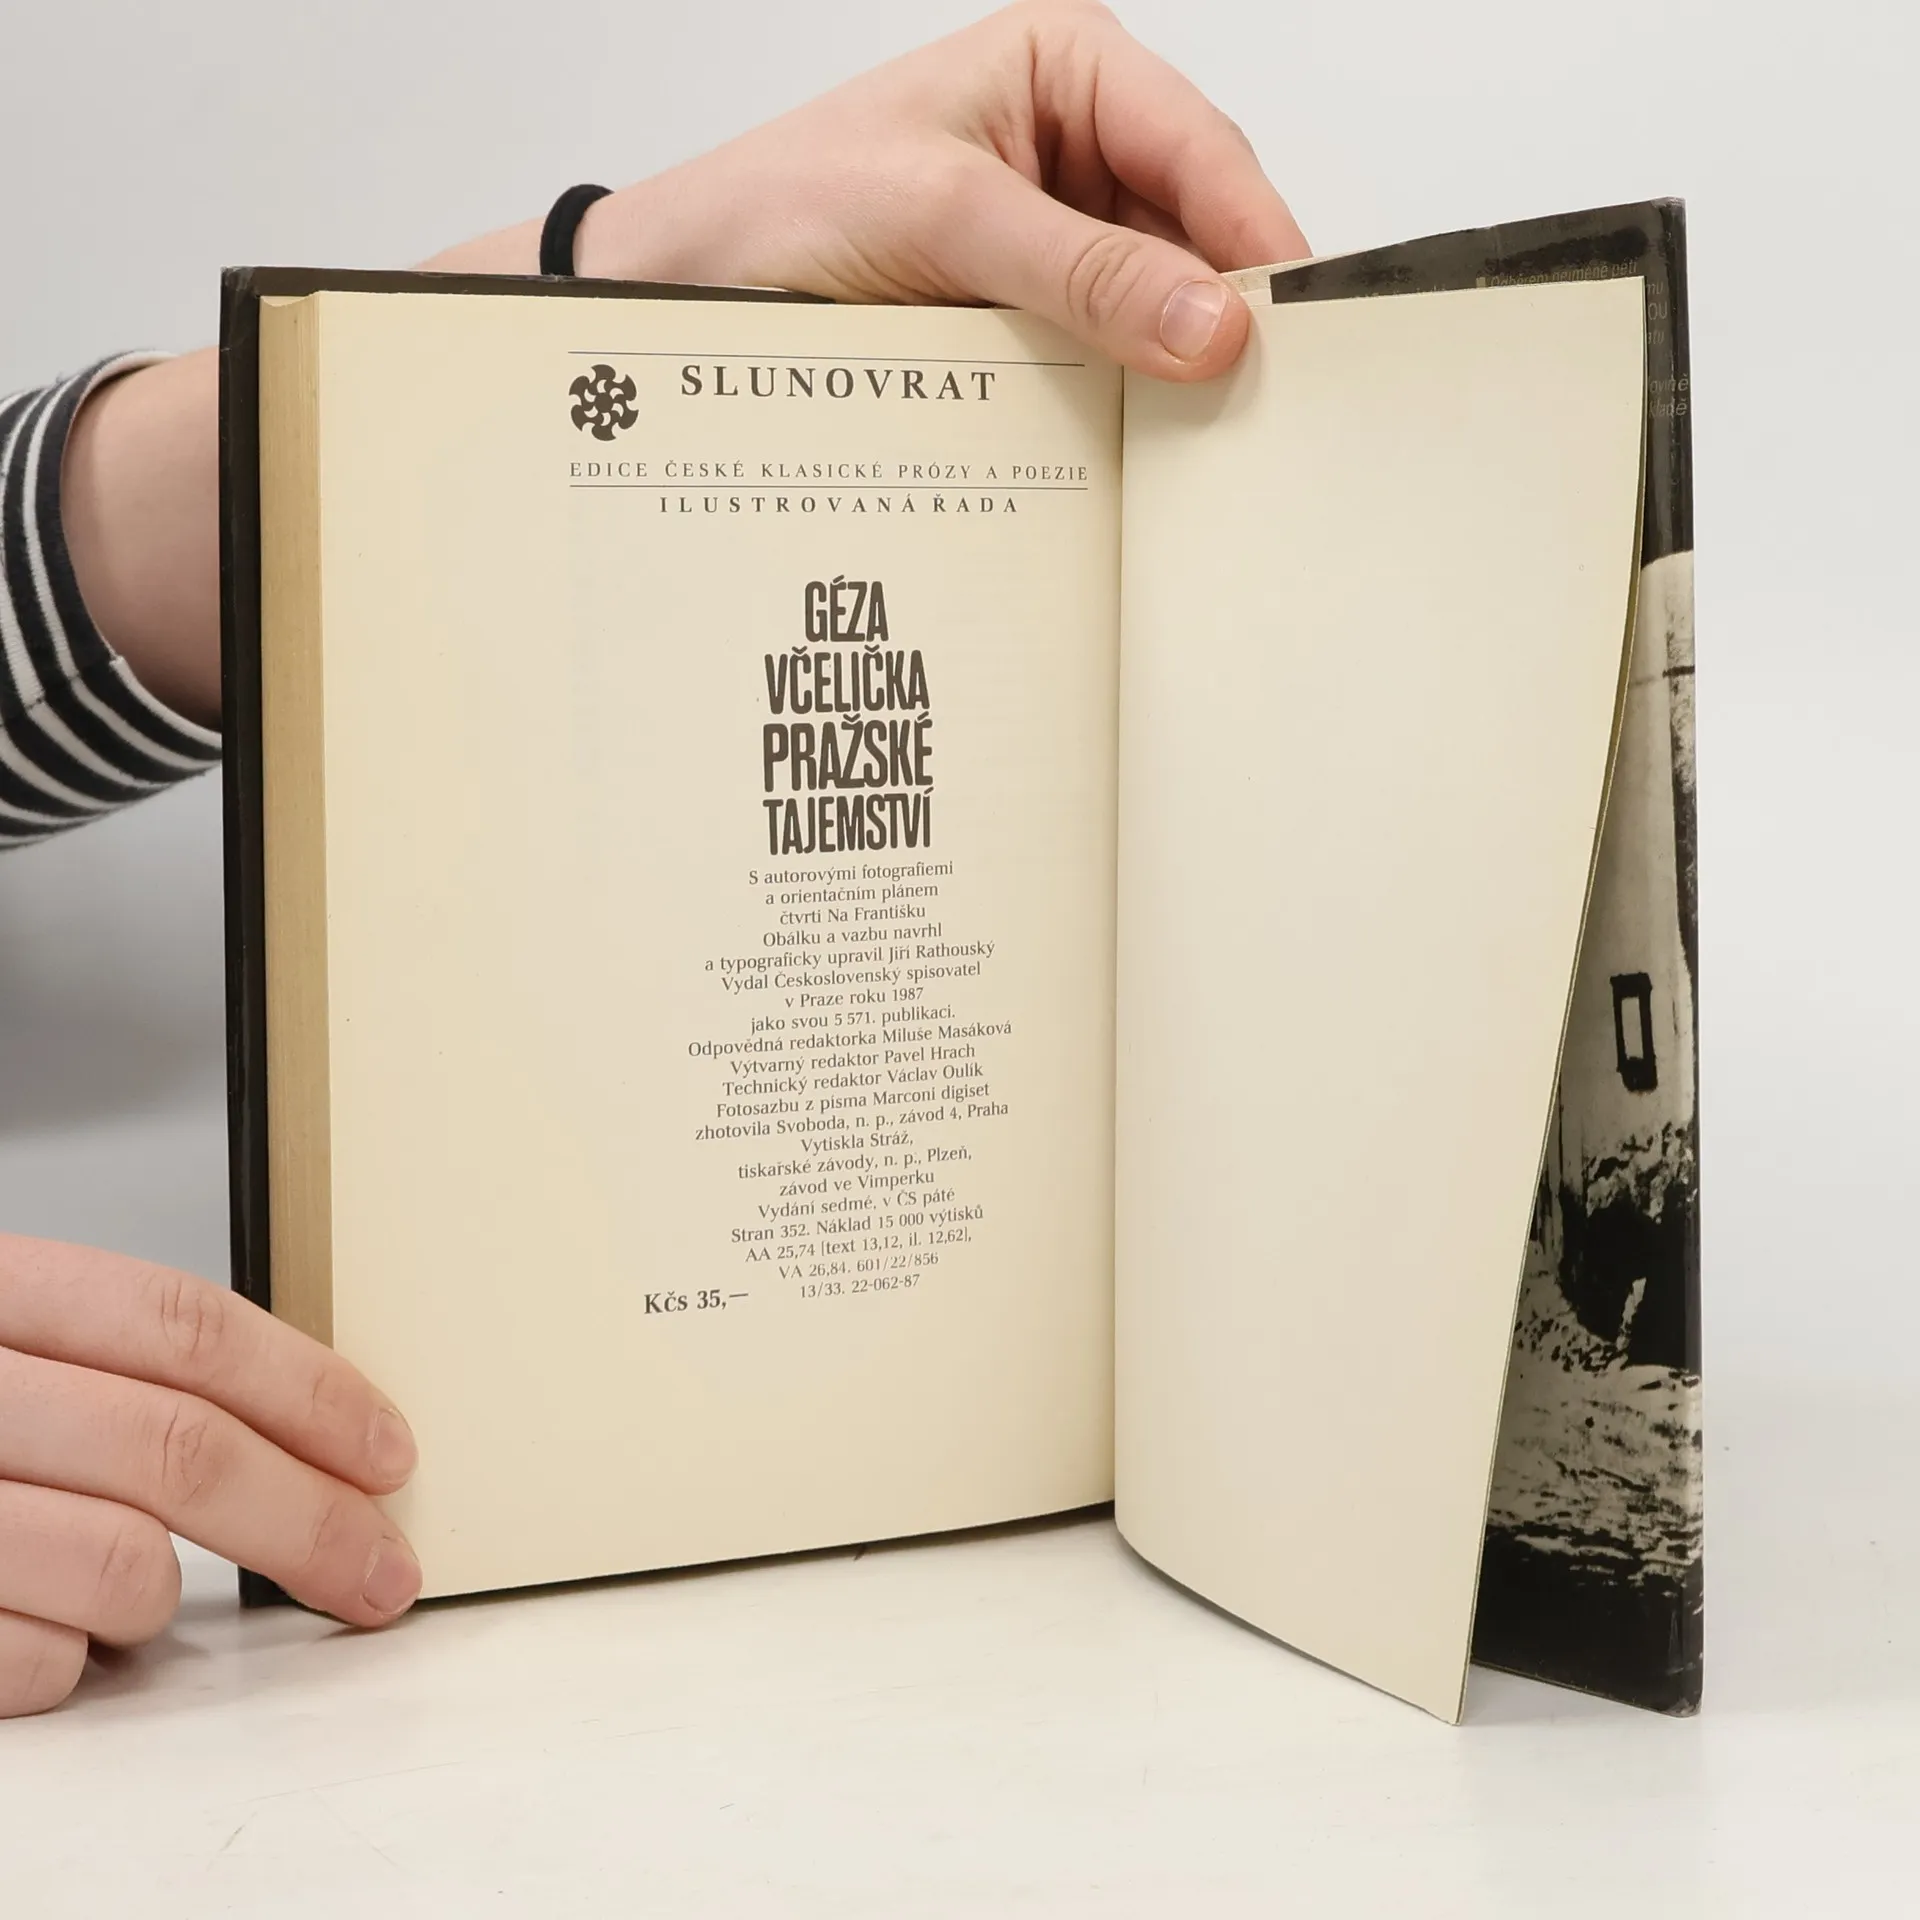 SLUNOVRAT
EDICE ČESKÉ KLASICKÉ PRÓZY A POEZIE
ILUSTROVANÁ ŘADA
GÉZA
VČELIČKA
PRAŽSKÉ
TAJEMSTVÍ
S autorovými fotografiemi
a orientačním plánem
čtvrti Na Františku
Obálku a vazbu navrhl
a typograficky upravil Jiří Rathouský
Vydal Československý spisovatel
v Praze roku 1987
jako svou 5 571. publikaci.
Odpovědná redaktorka Miluše Masáková
Výtvarný redaktor Pavel Hrach
Technický redaktor Václav Oulík
Fotosazbu z písma Marconi digiset
zhotovila Svoboda, n. p., závod 4, Praha
Vytiskla Stráž,
tiskařské závody, n. p., Plzeň,
závod ve Vimperku
Vydání sedmé, v ČS páté
Stran 352. Náklad 15 000 výtisků
AA 25,74 [text 13,12, il. 12,62],
VA 26,84. 601/22/856
13/33. 22-062-87
Kčs 35,—
Odběrem nejméně pěti